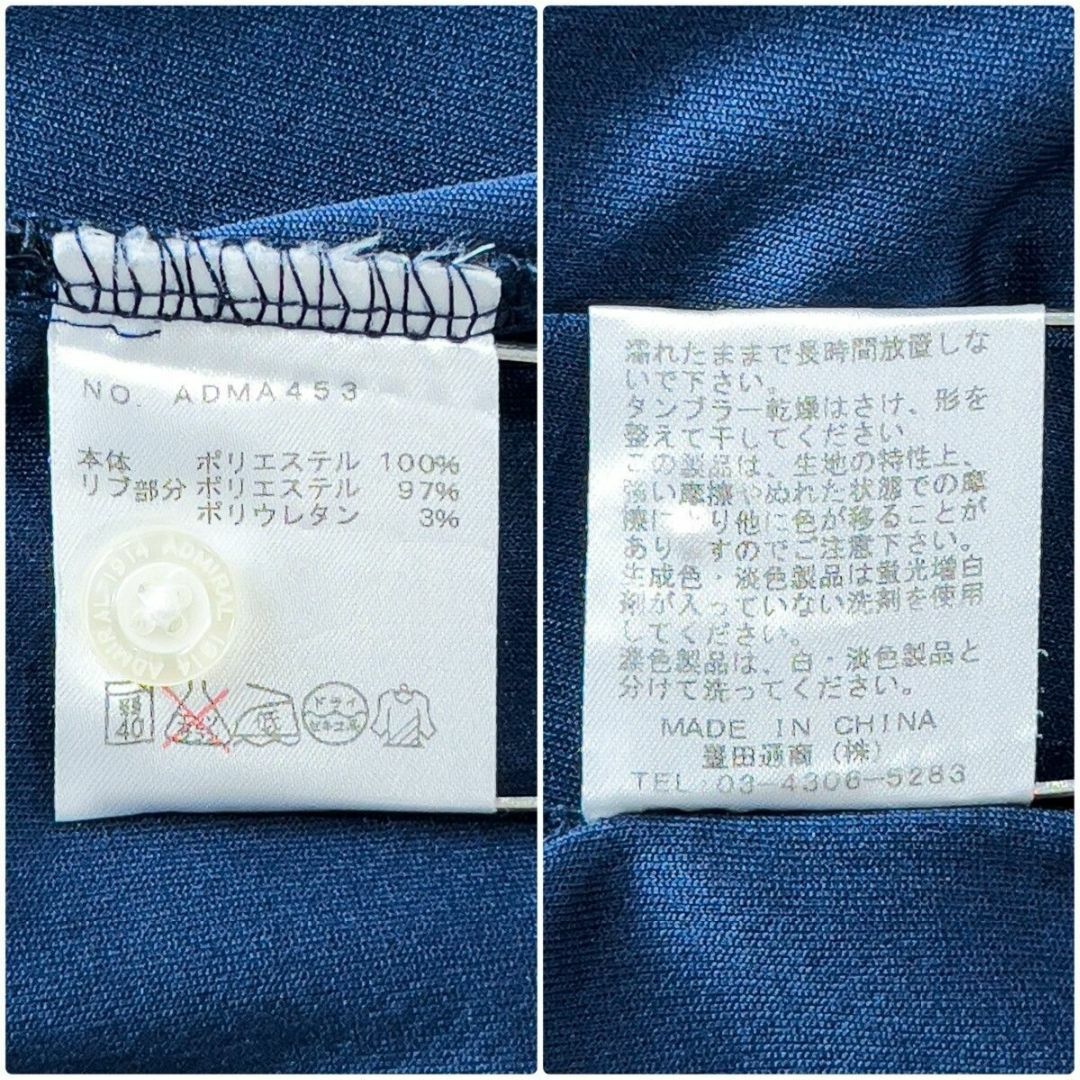 NO. ADMA453
本体 ポリエステル 100%
リブ部分 ポリエステル 97%
ポリウレタン 3%
ADMIRAL 1914 ADMIRAL 1914
弱 40
低
ドライ
セキユ系
濡れたままで長時間放置しな
いで下さい。
タンブラー乾燥はさけ、形を
整えて干してください
この製品は、生地の特性上、
強い摩擦やぬれた状態での摩
擦により他に色が移ることが
ありますのでご注意下さい。
生成色・淡色製品は蛍光増白
剤が入っていない洗剤を使用
してください。
濃色製品は、白・淡色製品と
分けて洗ってください。
MADE IN CHINA
豊田通商(株)
TEL:03-4306-5283